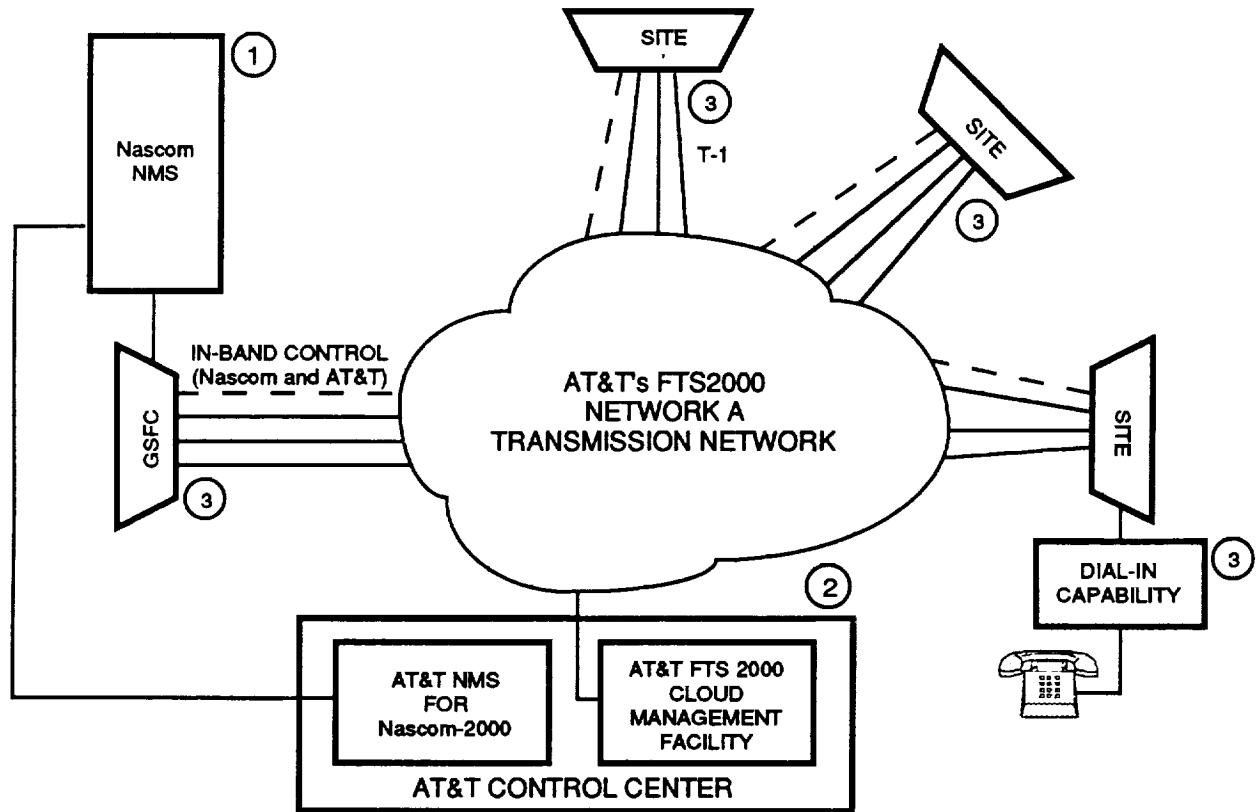 1
Nascom
NMS
SITE
3
T-1
SITE
3
IN-BAND CONTROL
(Nascom and AT&T)
GSFC
3
AT&T's FTS2000
NETWORK A
TRANSMISSION NETWORK
SITE
DIAL-IN
CAPABILITY
3
2
AT&T NMS
FOR
Nascom-2000
AT&T FTS 2000
CLOUD
MANAGEMENT
FACILITY
AT&T CONTROL CENTER